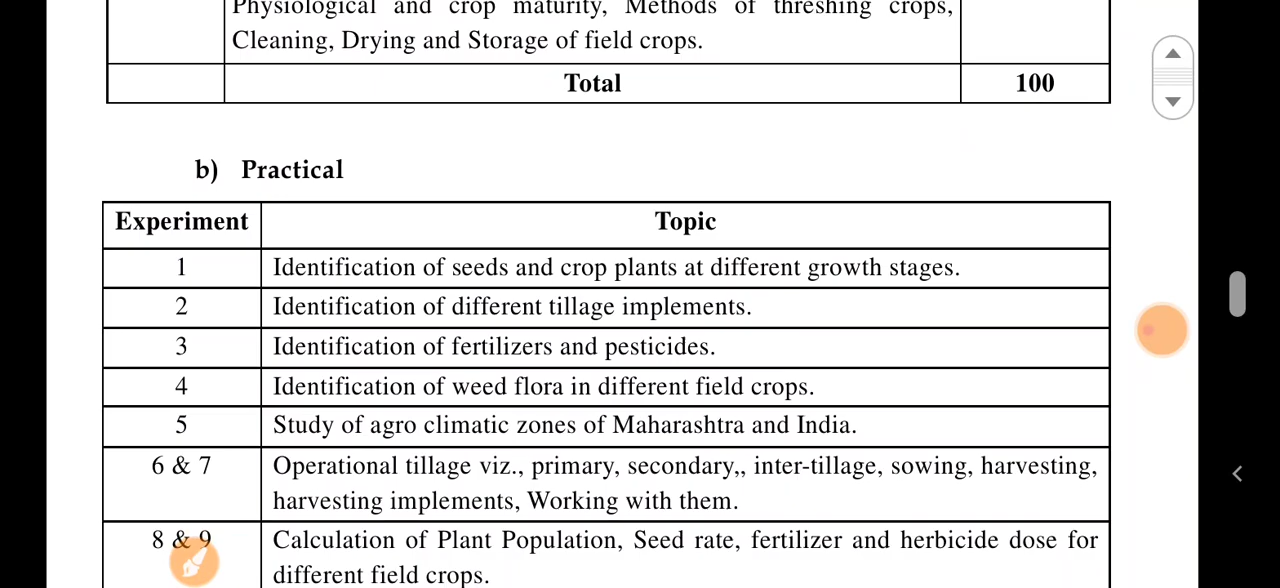 Physiological and crop maturity, Methods of threshing crops,
Cleaning, Drying and Storage of field crops.
Total 100
b) Practical
Experiment Topic
1 Identification of seeds and crop plants at different growth stages.
2 Identification of different tillage implements.
3 Identification of fertilizers and pesticides.
4 Identification of weed flora in different field crops.
5 Study of agro climatic zones of Maharashtra and India.
6 & 7 Operational tillage viz., primary, secondary,, inter-tillage, sowing, harvesting,
harvesting implements, Working with them.
8 & 9 Calculation of Plant Population, Seed rate, fertilizer and herbicide dose for
different field crops.